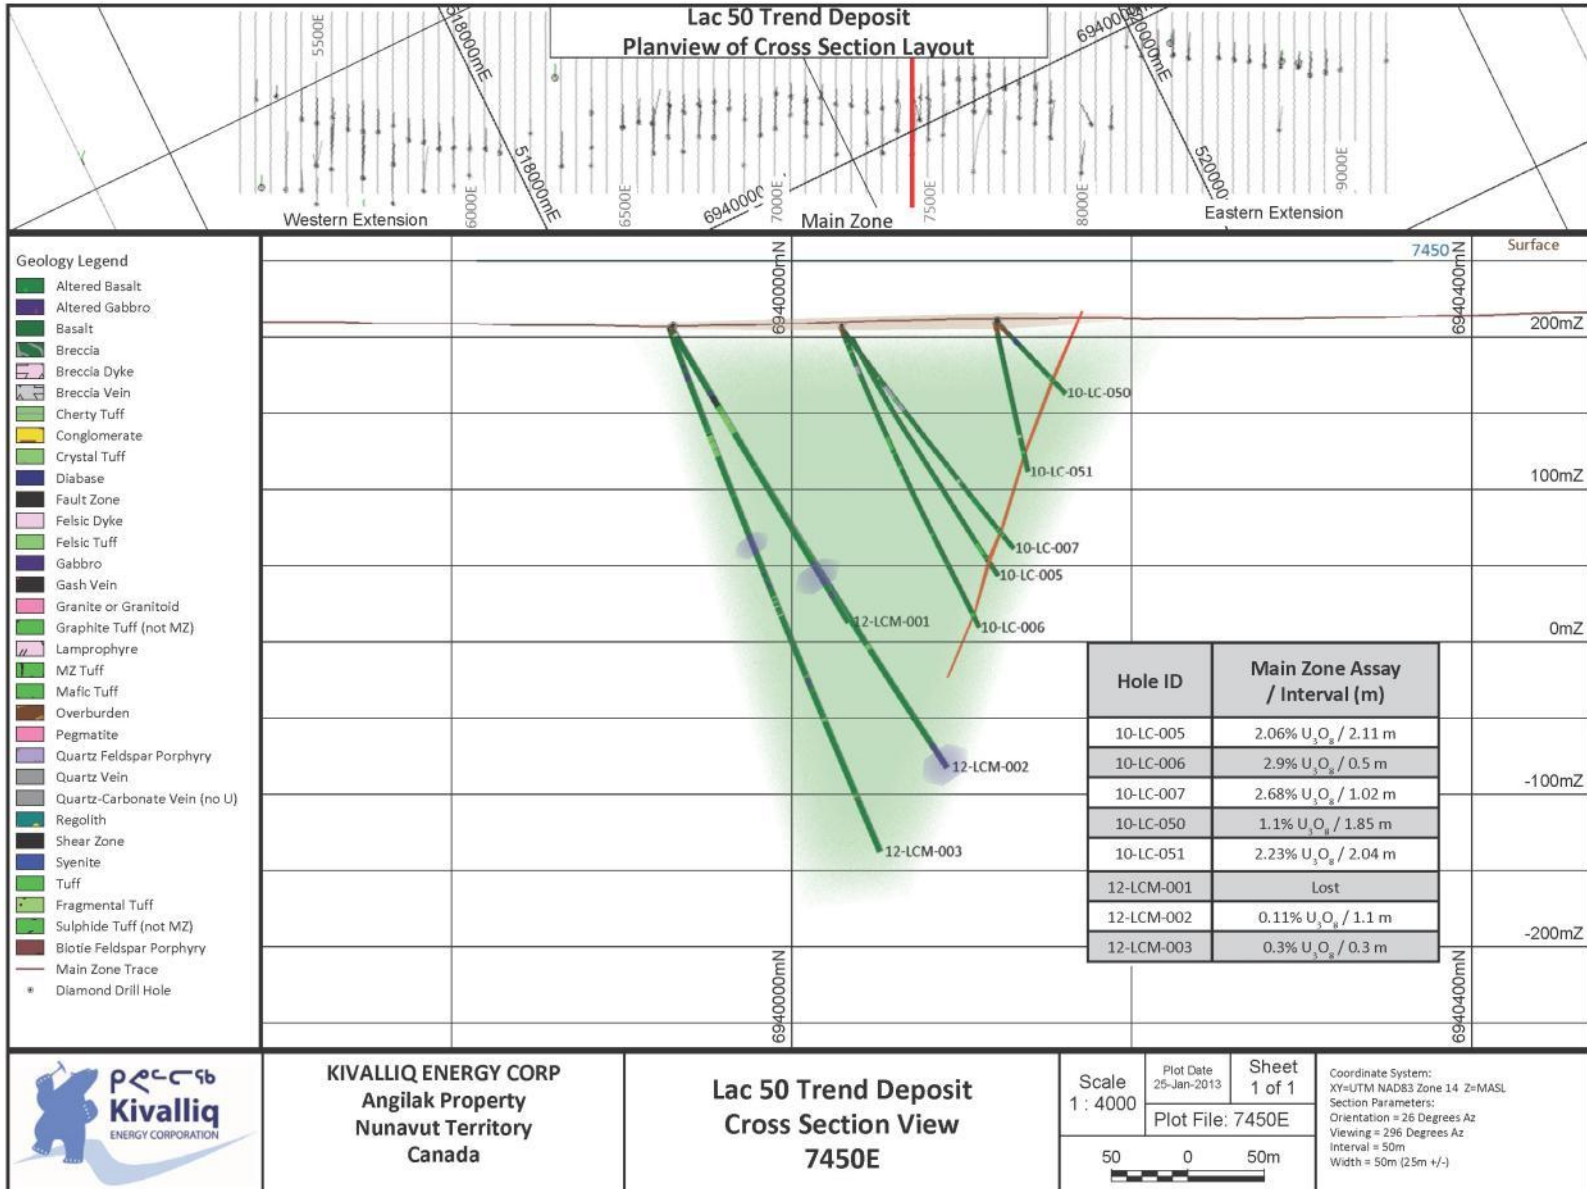 Lac 50 Trend Deposit
Planview of Cross Section Layout
5500E
518000mE
6940000
520000mE
518000mE
6940000
520000
Western Extension
6000E
6500E
7000E
Main Zone
7500E
8000E
Eastern Extension
9000E
Geology Legend
Altered Basalt
Altered Gabbro
Basalt
Breccia
Breccia Dyke
Breccia Vein
Cherty Tuff
Conglomerate
Crystal Tuff
Diabase
Fault Zone
Felsic Dyke
Felsic Tuff
Gabbro
Gash Vein
Granite or Granitoid
Graphite Tuff (not MZ)
Lamprophyre
MZ Tuff
Mafic Tuff
Overburden
Pegmatite
Quartz Feldspar Porphyry
Quartz Vein
Quartz-Carbonate Vein (no U)
Regolith
Shear Zone
Syenite
Tuff
Fragmental Tuff
Sulphide Tuff (not MZ)
Biotie Feldspar Porphyry
Main Zone Trace
Diamond Drill Hole
6940000mN
7450
6940400mN
Surface
200mZ
100mZ
0mZ
-100mZ
-200mZ
10-LC-050
10-LC-051
10-LC-007
10-LC-005
12-LCM-001
10-LC-006
12-LCM-002
12-LCM-003
6940000mN
6940400mN
Hole ID Main Zone Assay / Interval (m)
10-LC-005 2.06% U₃O₈ / 2.11 m
10-LC-006 2.9% U₃O₈ / 0.5 m
10-LC-007 2.68% U₃O₈ / 1.02 m
10-LC-050 1.1% U₃O₈ / 1.85 m
10-LC-051 2.23% U₃O₈ / 2.04 m
12-LCM-001 Lost
12-LCM-002 0.11% U₃O₈ / 1.1 m
12-LCM-003 0.3% U₃O₈ / 0.3 m
ᑭᕙᓪᓕᖅ
Kivalliq
ENERGY CORPORATION
KIVALLIQ ENERGY CORP
Angilak Property
Nunavut Territory
Canada
Lac 50 Trend Deposit
Cross Section View
7450E
Scale
1 : 4000
Plot Date
25-Jan-2013
Sheet
1 of 1
Plot File: 7450E
50 0 50m
Coordinate System:
XY=UTM NAD83 Zone 14 Z=MASL
Section Parameters:
Orientation = 26 Degrees Az
Viewing = 296 Degrees Az
Interval = 50m
Width = 50m (25m +/-)